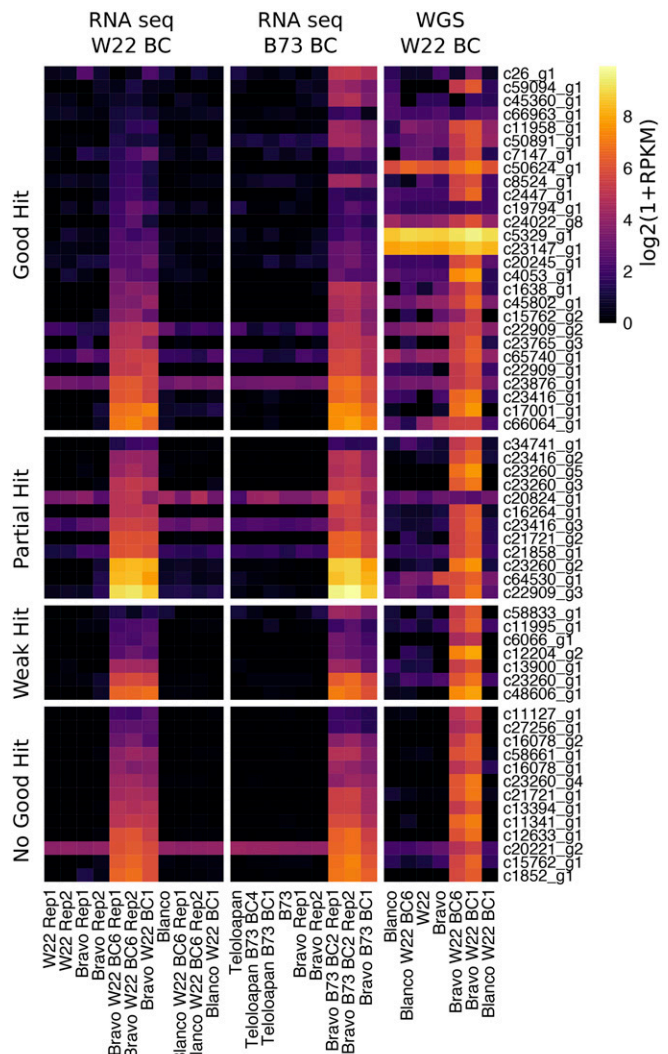 RNA seq
W22 BC
RNA seq
B73 BC
WGS
W22 BC
Good Hit
c26_g1
c59094_g1
c45360_g1
c66963_g1
c11958_g1
c50891_g1
c7147_g1
c50624_g1
c8524_g1
c2447_g1
c19794_g1
c24022_g8
c5329_g1
c23147_g1
c20245_g1
c4053_g1
c1638_g1
c45802_g1
c15762_g2
c22909_g2
c23765_g3
c65740_g1
c22909_g1
c23876_g1
c23416_g1
c17001_g1
c66064_g1
Partial Hit
c34741_g1
c23416_g2
c23260_g5
c23260_g3
c20824_g1
c16264_g1
c23416_g3
c21721_g2
c21858_g1
c23260_g2
c64530_g1
c22909_g3
Weak Hit
c58833_g1
c11995_g1
c6066_g1
c12204_g2
c13900_g1
c23260_g1
c48606_g1
No Good Hit
c11127_g1
c27256_g1
c16078_g2
c58661_g1
c16078_g1
c23260_g4
c21721_g1
c13394_g1
c11341_g1
c12633_g1
c20221_g2
c15762_g1
c1852_g1
W22 Rep1
W22 Rep2
Bravo Rep1
Bravo Rep2
Bravo W22 BC6 Rep1
Bravo W22 BC6 Rep2
Bravo W22 BC1
Blanco
Blanco W22 BC6 Rep1
Blanco W22 BC6 Rep2
Blanco W22 BC1
Teloloapan
Teloloapan B73 BC4
Teloloapan B73 BC1
B73
Bravo Rep1
Bravo Rep2
Bravo B73 BC2 Rep1
Bravo B73 BC2 Rep2
Bravo B73 BC1
Blanco
Blanco W22 BC6
W22
Bravo
Bravo W22 BC6
Bravo W22 BC1
Blanco W22 BC1
8
6
4
2
0
log2(1+RPKM)